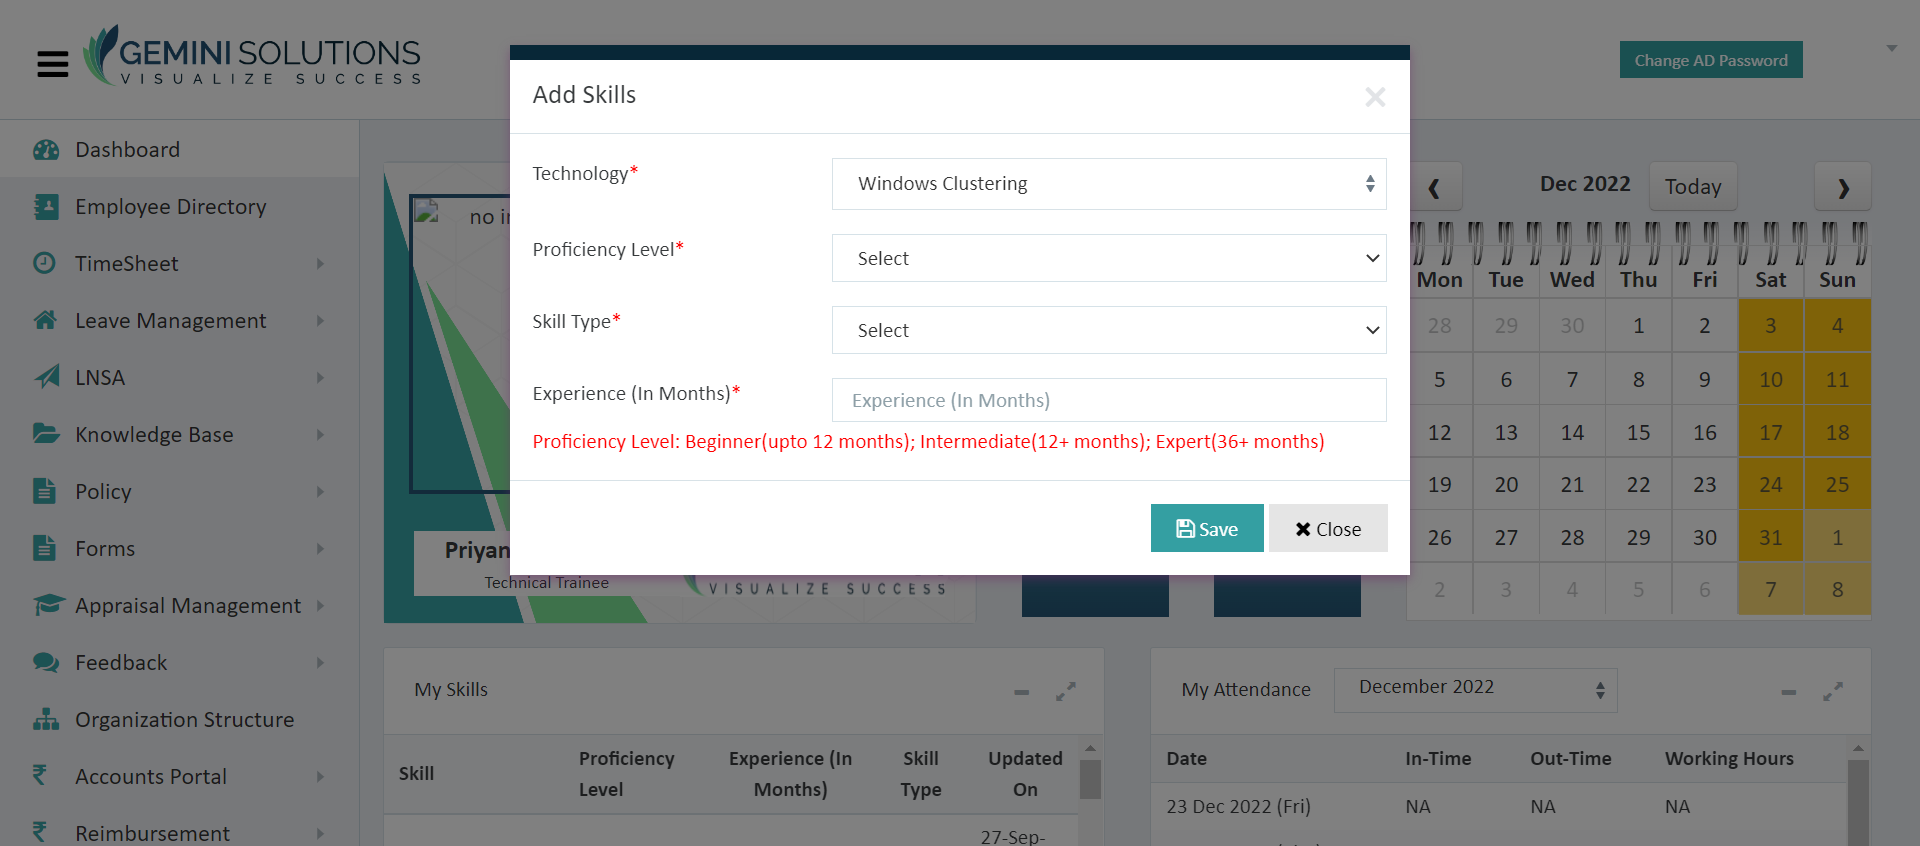 GEMINI SOLUTIONS
VISUALIZE SUCCESS
Change AD Password
Dashboard
Employee Directory
TimeSheet
Leave Management
LNSA
Knowledge Base
Policy
Forms
Appraisal Management
Feedback
Organization Structure
Accounts Portal
Reimbursement
no
Technical Trainee
VISUALIZE SUCCESS
Add Skills
Technology*
Windows Clustering
Proficiency Level*
Select
Skill Type*
Select
Experience (In Months)*
Experience (In Months)
Proficiency Level: Beginner(upto 12 months); Intermediate(12+ months); Expert(36+ months)
Save
Close
Dec 2022
Today
Mon Tue Wed Thu Fri Sat Sun
28 29 30 1 2 3 4
5 6 7 8 9 10 11
12 13 14 15 16 17 18
19 20 21 22 23 24 25
26 27 28 29 30 31 1
2 3 4 5 6 7 8
My Skills
Skill
Proficiency Level
Experience (In Months)
Skill Type
Updated On
27-Sep-
My Attendance
December 2022
Date In-Time Out-Time Working Hours
23 Dec 2022 (Fri) NA NA NA